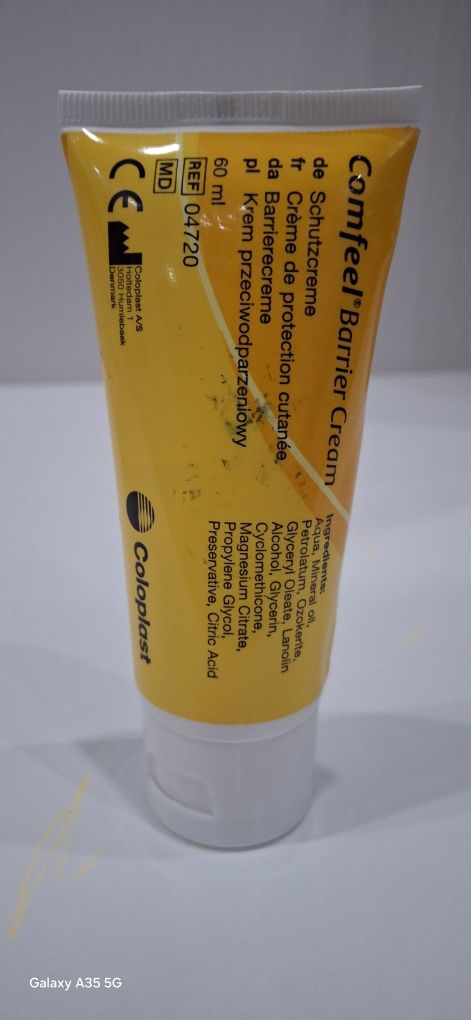 Comfeel® Barrier Cream
de Schutzcreme
fr Crème de protection cutanée
da Barrierecreme
pl Krem przeciwodparzeniowy
60 ml
REF 04720
MD
CE
Coloplast A/S
Holtedam 1
3050 Humlebaek
Denmark
Ingredients:
Aqua, Mineral oil,
Petrolatum, Ozokerite,
Glyceryl Oleate, Lanolin
Alcohol, Glycerin,
Cyclomethicone,
Magnesium Citrate,
Propylene Glycol,
Preservative, Citric Acid
Coloplast
Galaxy A35 5G